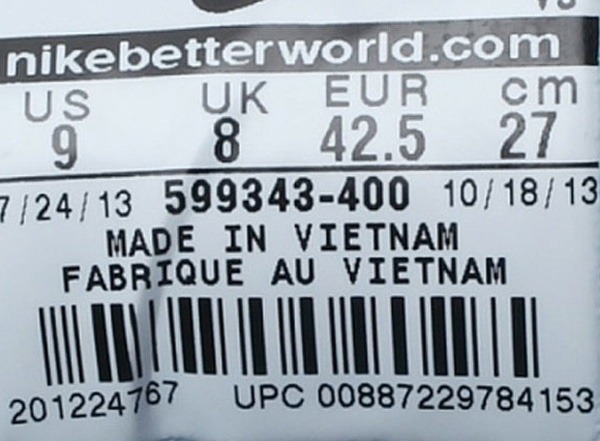 nikebetterworld.com
US UK EUR cm
9 8 42.5 27
7/24/13 599343-400 10/18/13
MADE IN VIETNAM
FABRIQUE AU VIETNAM
201224767 UPC 00887229784153